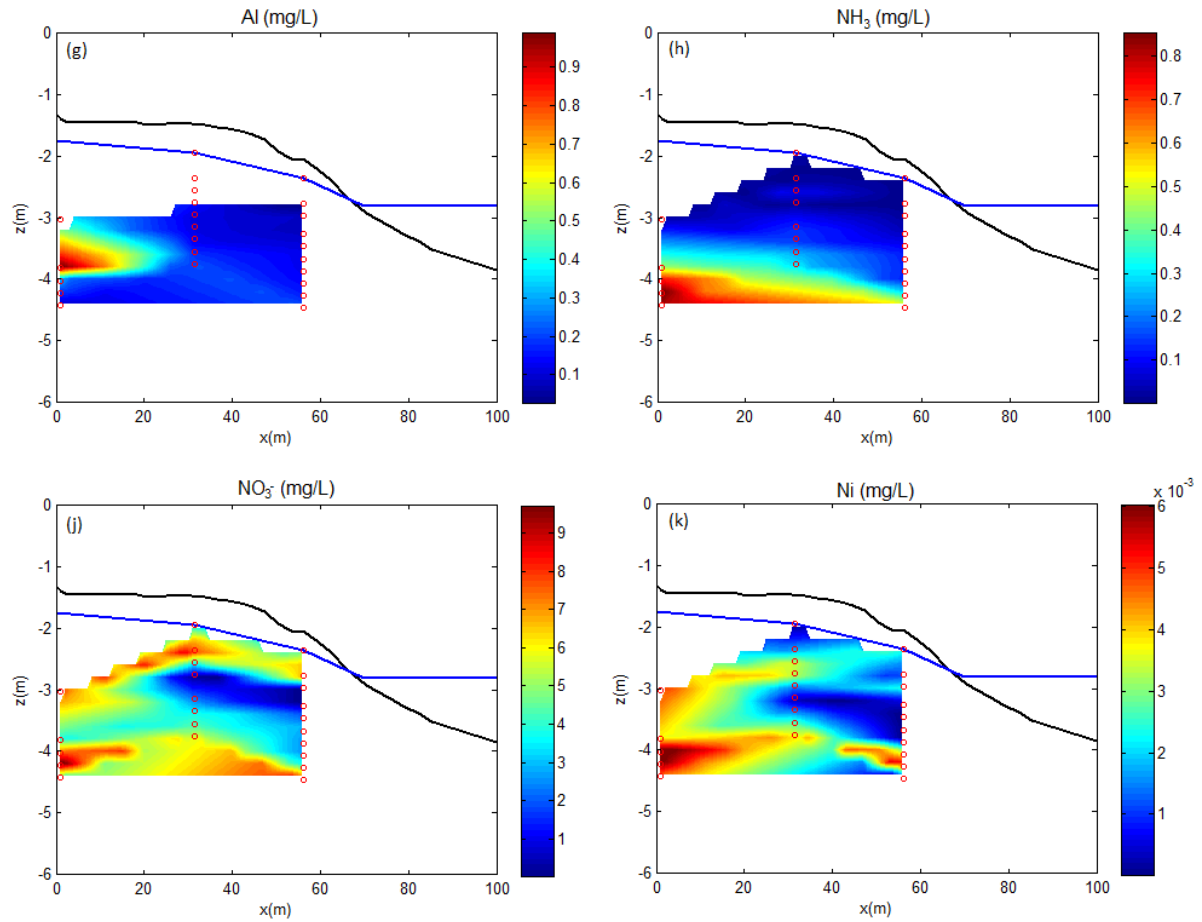 Al (mg/L)
(g)
0
-1
-2
-3
-4
-5
-6
z(m)
0 20 40 60 80 100
x(m)
0.9
0.8
0.7
0.6
0.5
0.4
0.3
0.2
0.1
NH₃ (mg/L)
(h)
0
-1
-2
-3
-4
-5
-6
z(m)
0 20 40 60 80 100
x(m)
0.8
0.7
0.6
0.5
0.4
0.3
0.2
0.1
NO₃⁻ (mg/L)
(j)
0
-1
-2
-3
-4
-5
-6
z(m)
0 20 40 60 80 100
x(m)
9
8
7
6
5
4
3
2
1
Ni (mg/L)
(k)
0
-1
-2
-3
-4
-5
-6
z(m)
0 20 40 60 80 100
x(m)
x 10⁻³
6
5
4
3
2
1